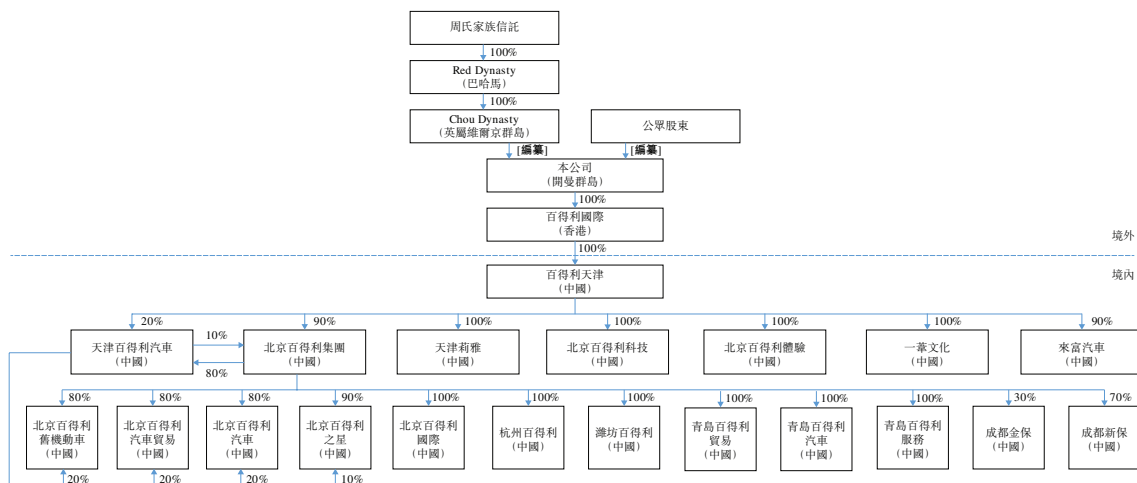 周氏家族信託
100%
Red Dynasty
(巴哈馬)
100%
Chou Dynasty
(英屬維爾京群島)
公眾股東
[編纂]
[編纂]
本公司
(開曼群島)
100%
百得利國際
(香港)
境外
100%
境內
百得利天津
(中國)
20%
90%
100%
100%
100%
100%
90%
10%
天津百得利汽車
(中國)
北京百得利集團
(中國)
天津莉雅
(中國)
北京百得利科技
(中國)
北京百得利體驗
(中國)
一葦文化
(中國)
來富汽車
(中國)
80%
80%
80%
80%
90%
100%
100%
100%
100%
100%
100%
30%
70%
北京百得利
舊機動車
(中國)
北京百得利
汽車貿易
(中國)
北京百得利
汽車
(中國)
北京百得利
之星
(中國)
北京百得利
國際
(中國)
杭州百得利
(中國)
濰坊百得利
(中國)
青島百得利
貿易
(中國)
青島百得利
汽車
(中國)
青島百得利
服務
(中國)
成都金保
(中國)
成都新保
(中國)
20%
20%
20%
10%